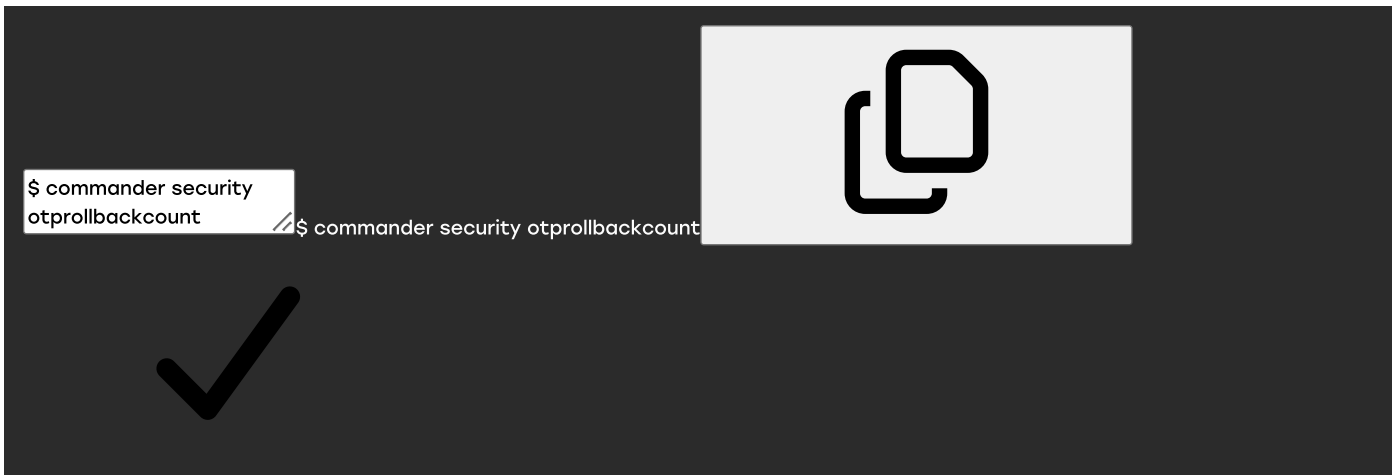 $ commander security
otprollbackcount
$ commander security otprollbackcount